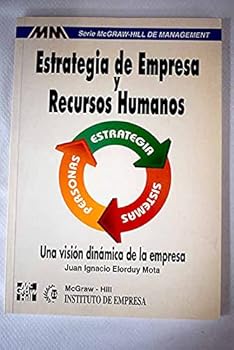 MM Serie McGRAW-HILL DE MANAGEMENT
Estrategia de Empresa
y
Recursos Humanos
ESTRATEGIA
PERSONAS
SISTEMAS
Una visión dinámica de la empresa
Juan Ignacio Elorduy Mota
McGraw - Hill
INSTITUTO DE EMPRESA